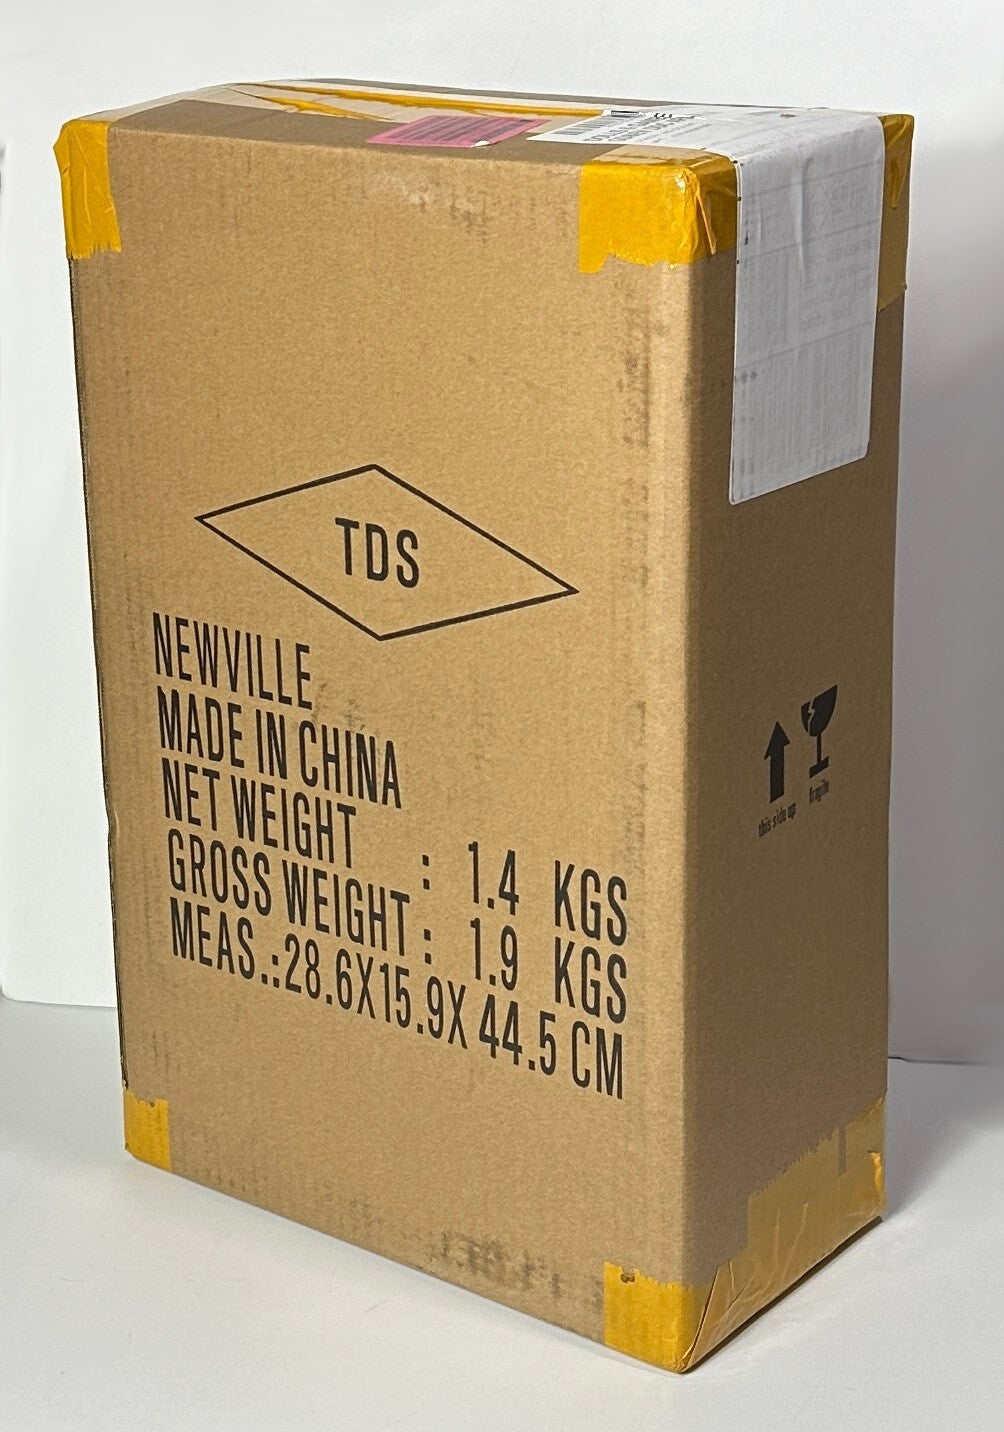 TDS
NEWVILLE
MADE IN CHINA
NET WEIGHT : 1.4 KGS
GROSS WEIGHT : 1.9 KGS
MEAS.:28.6X15.9X 44.5 CM
this side up
fragile